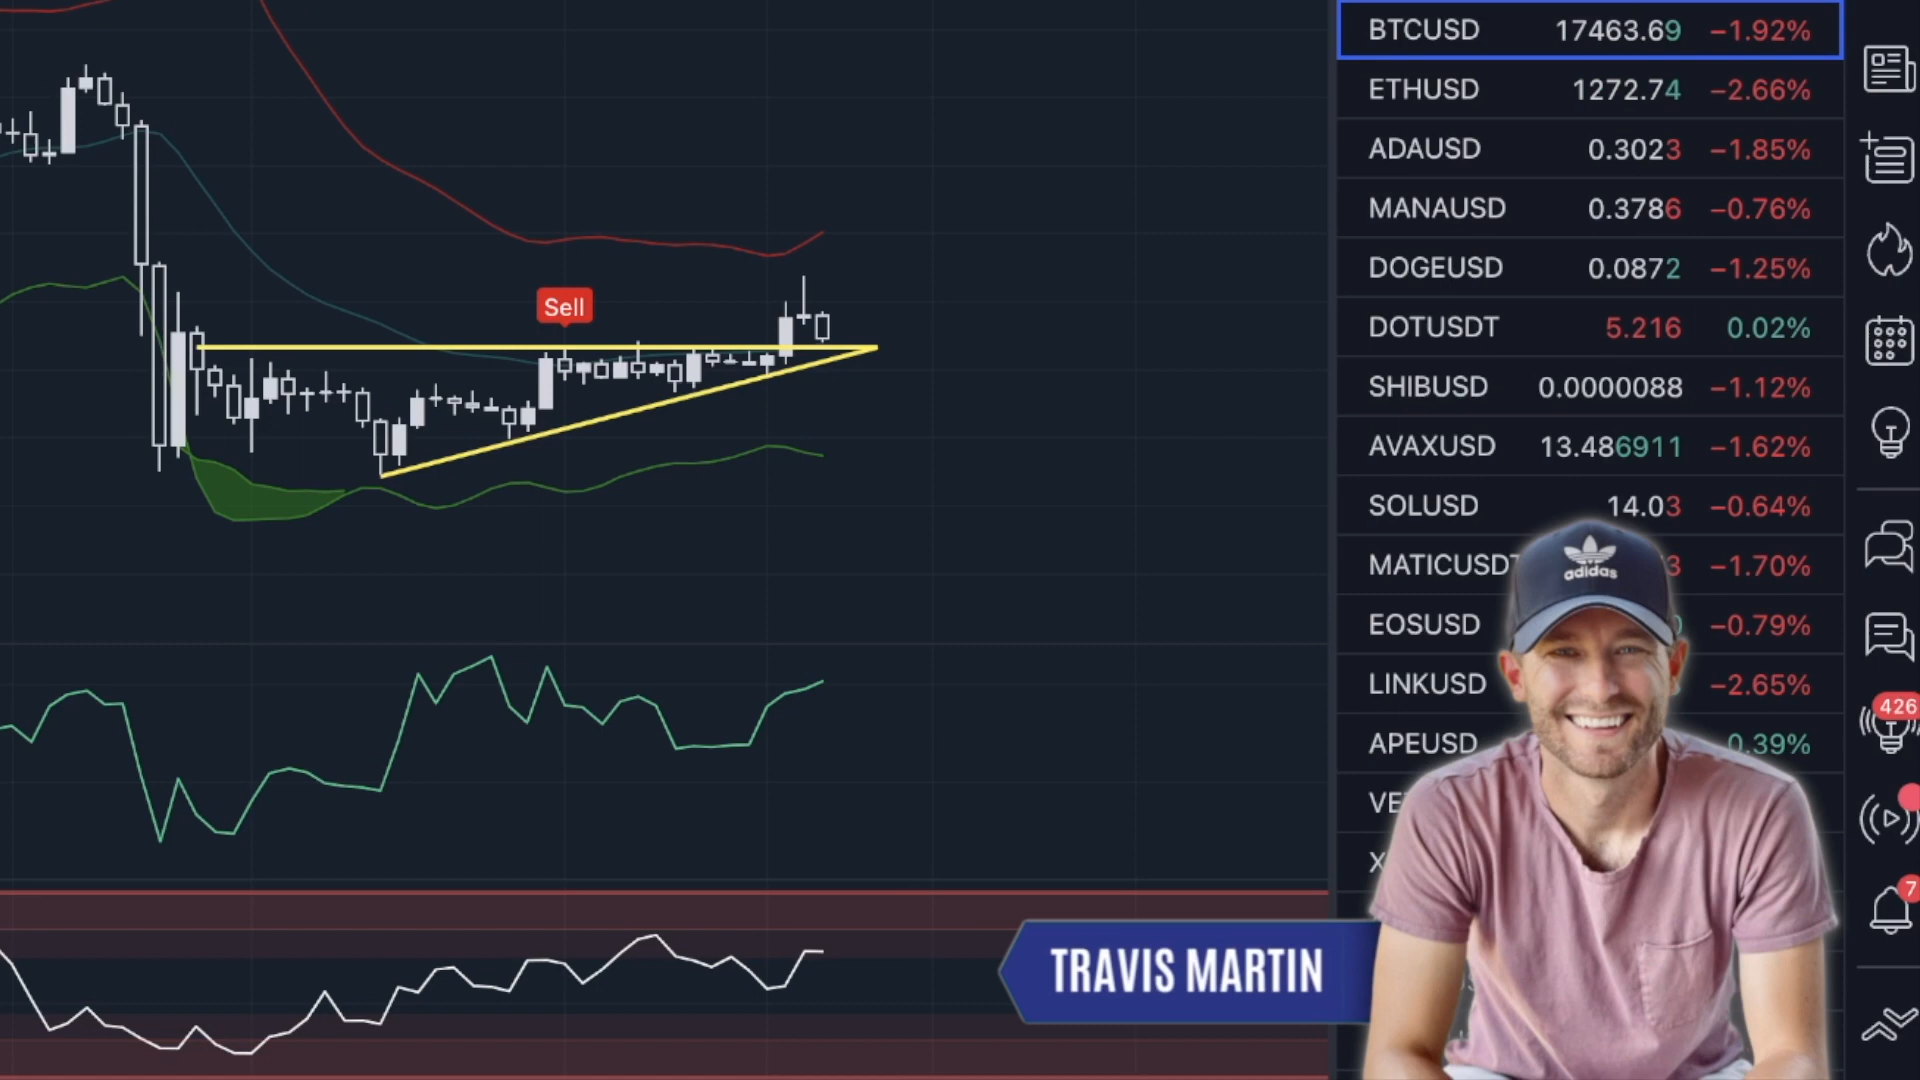 BTCUSD 17463.69 −1.92%
ETHUSD 1272.74 −2.66%
ADAUSD 0.3023 −1.85%
MANAUSD 0.3786 −0.76%
DOGEUSD 0.0872 −1.25%
DOTUSDT 5.216 0.02%
SHIBUSD 0.0000088 −1.12%
AVAXUSD 13.486911 −1.62%
SOLUSD 14.03 −0.64%
MATICUSDT 3 −1.70%
EOSUSD −0.79%
LINKUSD −2.65%
APEUSD 0.39%
VE
X
Sell
adidas
TRAVIS MARTIN
426
7